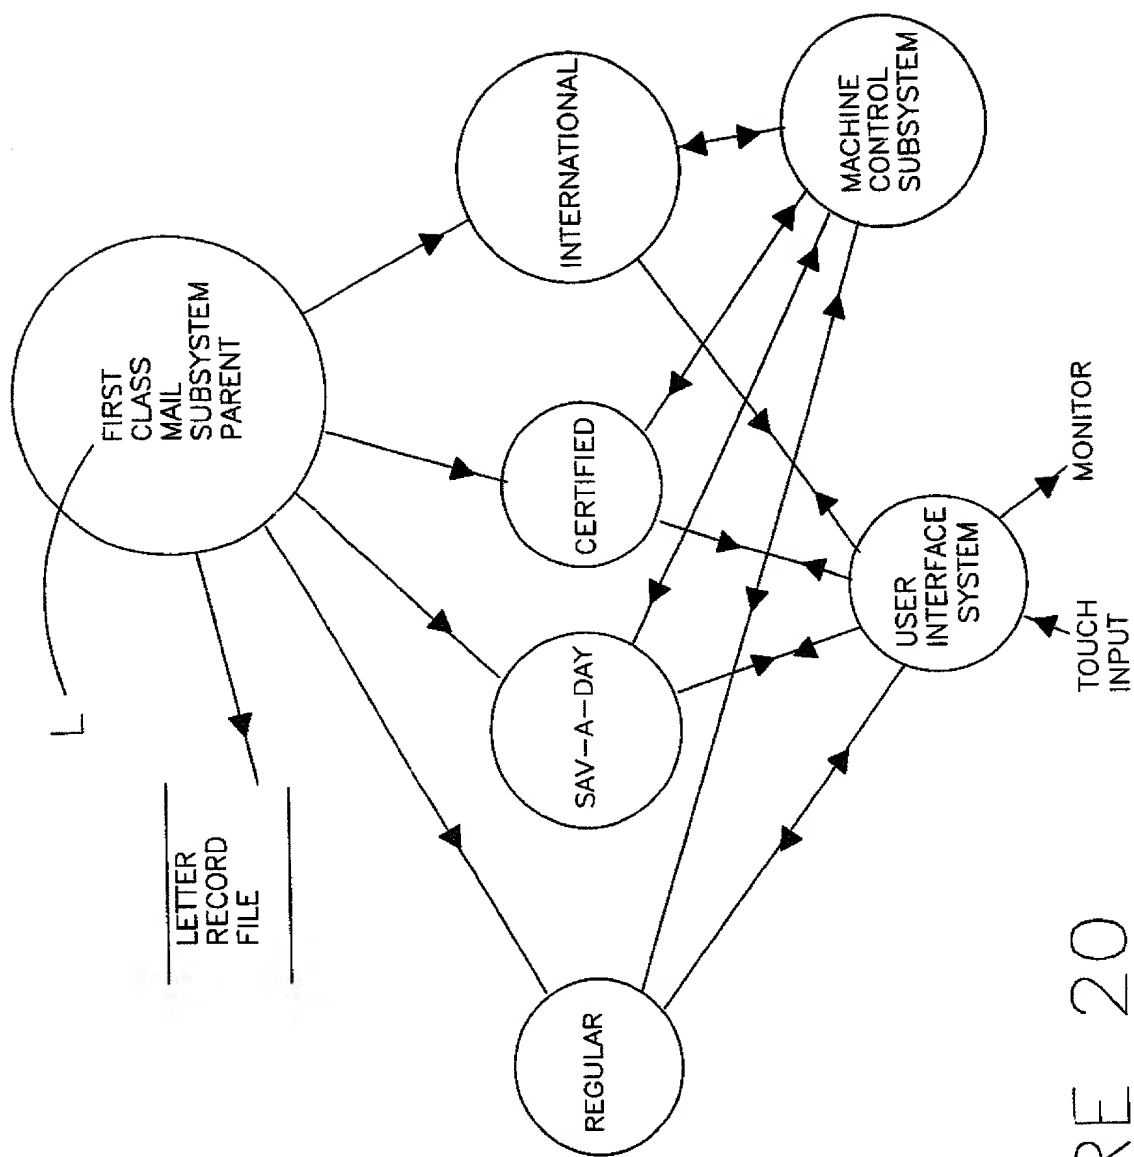 L
FIRST
CLASS
MAIL
SUBSYSTEM
PARENT
LETTER
RECORD
FILE
REGULAR
SAV-A-DAY
CERTIFIED
INTERNATIONAL
USER
INTERFACE
SYSTEM
MACHINE
CONTROL
SUBSYSTEM
TOUCH
INPUT
MONITOR
RE 20